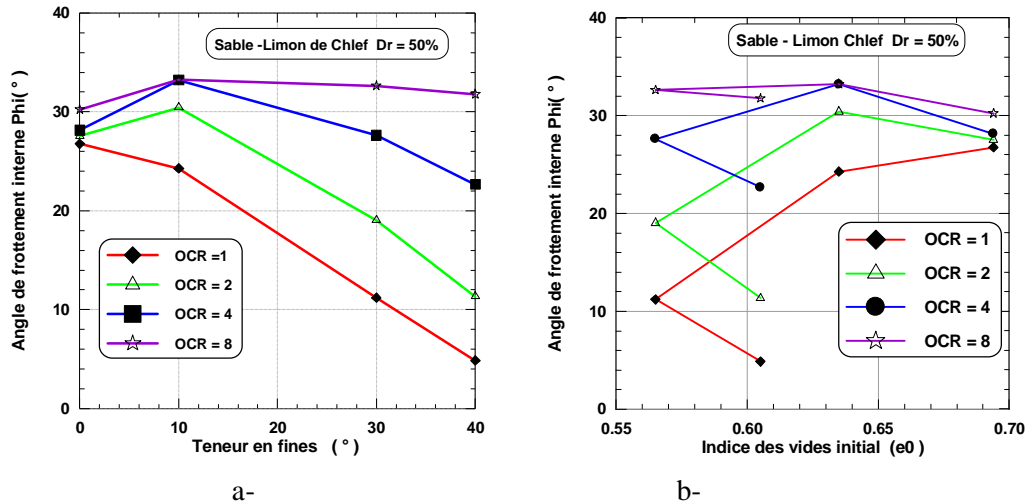 Sable -Limon de Chlef Dr = 50%
Angle de frottement interne Phi( ° )
40
30
20
10
0
OCR =1
OCR = 2
OCR = 4
OCR = 8
0 10 20 30 40
Teneur en fines ( ° )
a-
Sable - Limon Chlef Dr = 50%
Angle de frottement interne Phi ( ° )
40
30
20
10
0
OCR = 1
OCR = 2
OCR = 4
OCR = 8
0.55 0.60 0.65 0.70
Indice des vides initial (e0)
b-